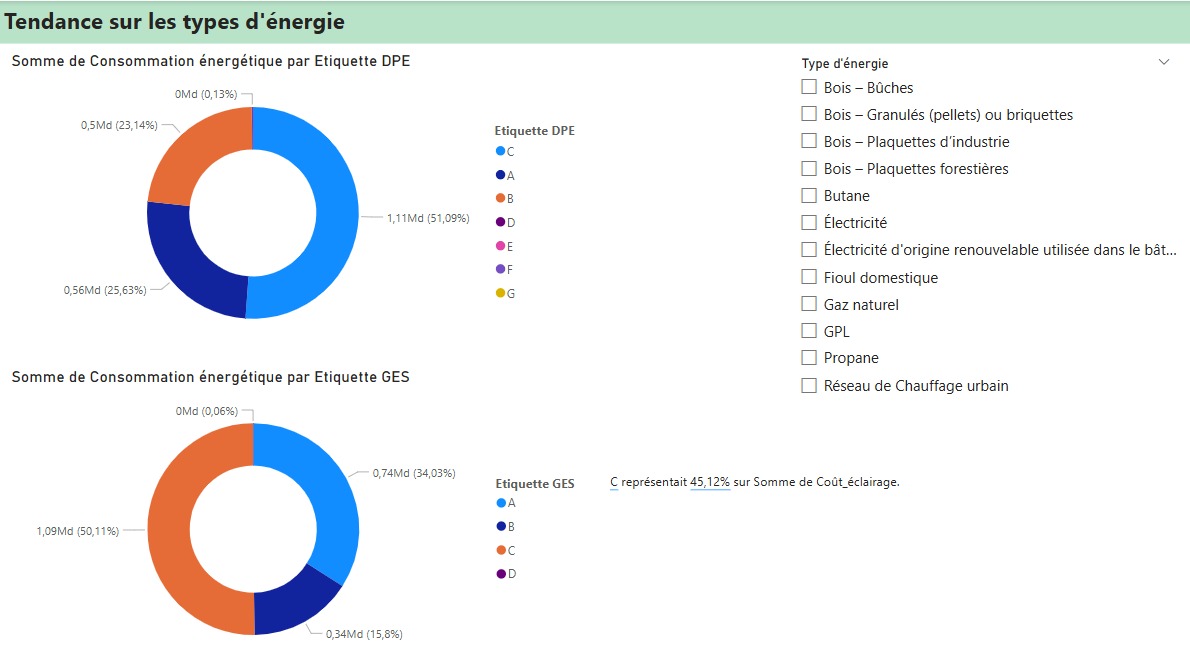 Tendance sur les types d'énergie
Somme de Consommation énergétique par Etiquette DPE
0Md (0,13%)
0,5Md (23,14%)
1,11Md (51,09%)
0,56Md (25,63%)
Etiquette DPE
C
A
B
D
E
F
G
Type d'énergie
Bois – Bûches
Bois – Granulés (pellets) ou briquettes
Bois – Plaquettes d’industrie
Bois – Plaquettes forestières
Butane
Électricité
Électricité d'origine renouvelable utilisée dans le bât...
Fioul domestique
Gaz naturel
GPL
Propane
Réseau de Chauffage urbain
Somme de Consommation énergétique par Etiquette GES
0Md (0,06%)
0,74Md (34,03%)
1,09Md (50,11%)
0,34Md (15,8%)
Etiquette GES
A
B
C
D
C représentait 45,12% sur Somme de Coût_éclairage.